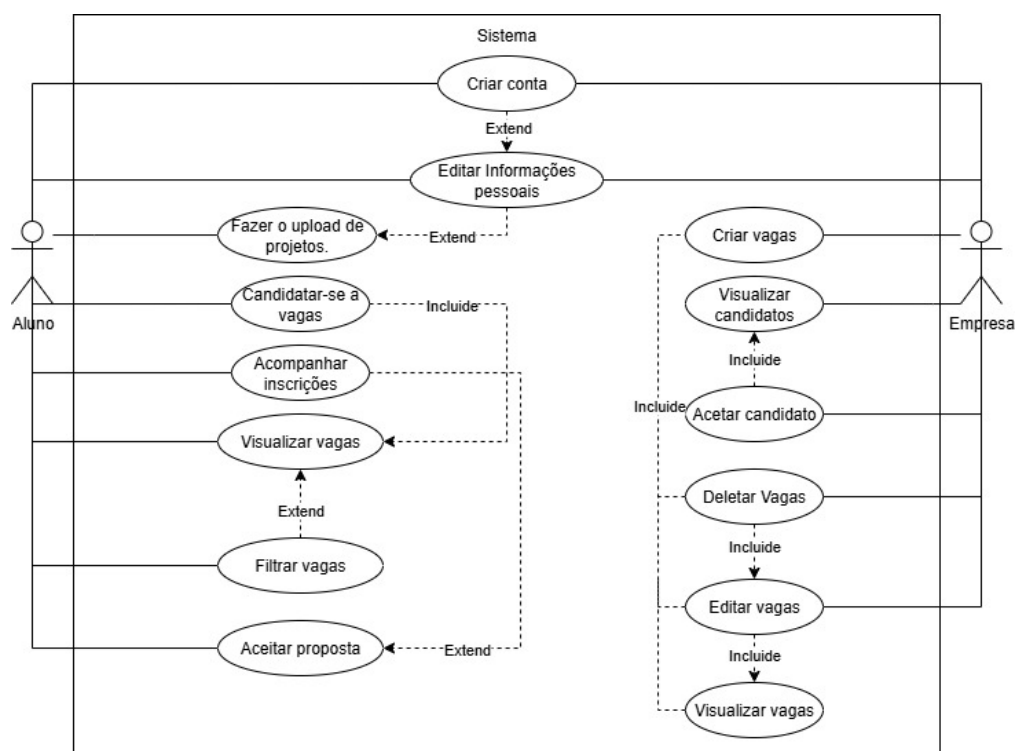 Sistema
Criar conta
Extend
Editar Informações
pessoais
Fazer o upload de
projetos.
Extend
Criar vagas
Candidatar-se a
vagas
Incluide
Visualizar
candidatos
Aluno
Empresa
Acompanhar
inscrições
Incluide
Incluide
Acetar candidato
Visualizar vagas
Extend
Deletar Vagas
Incluide
Filtrar vagas
Editar vagas
Aceitar proposta
Extend
Incluide
Visualizar vagas